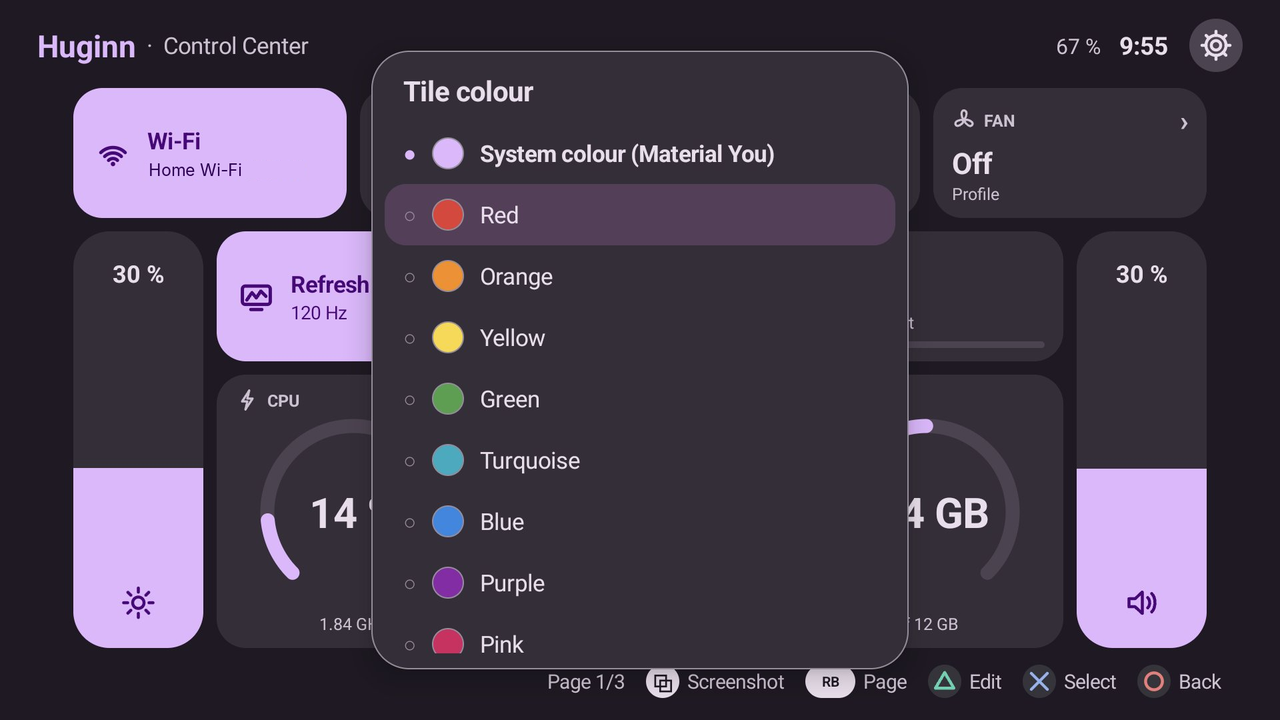 Huginn · Control Center
67 % 9:55
Tile colour
System colour (Material You)
Red
Orange
Yellow
Green
Turquoise
Blue
Purple
Pink
Wi-Fi
Home Wi-Fi
FAN
Off
Profile
30 %
Refresh
120 Hz
30 %
CPU
14
1.84
4 GB
12 GB
Page 1/3
Screenshot
RB Page
Edit
Select
Back